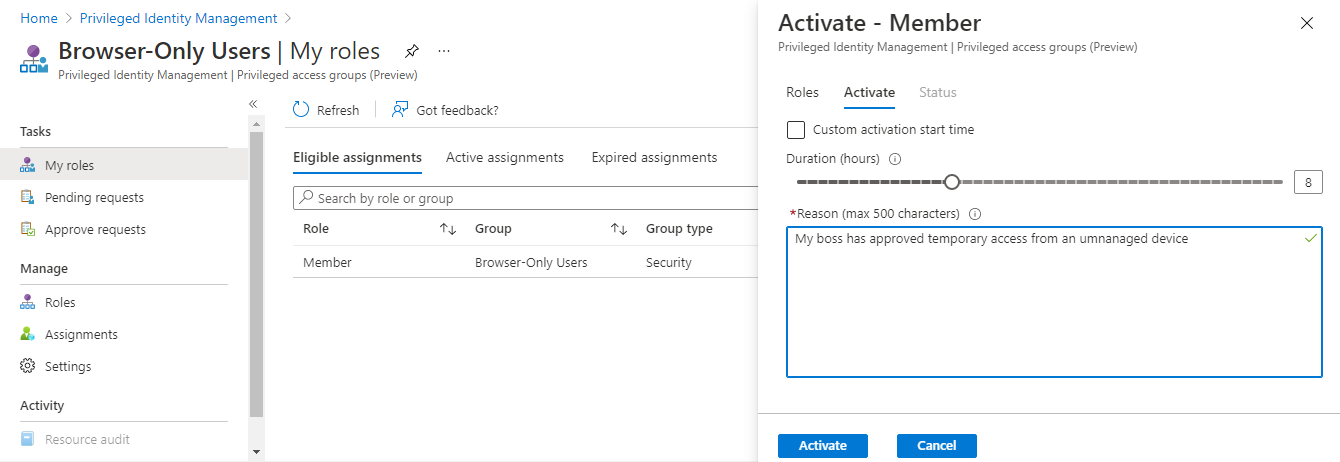 Home > Privileged Identity Management >
Browser-Only Users | My roles
Privileged Identity Management | Privileged access groups (Preview)
Tasks
My roles
Pending requests
Approve requests
Manage
Roles
Assignments
Settings
Activity
Resource audit
Refresh
Got feedback?
Eligible assignments Active assignments Expired assignments
Search by role or group
Role Group Group type
Member Browser-Only Users Security
Activate - Member
Privileged Identity Management | Privileged access groups (Preview)
Roles Activate Status
Custom activation start time
Duration (hours)
8
*Reason (max 500 characters)
My boss has approved temporary access from an umnanaged device
Activate Cancel